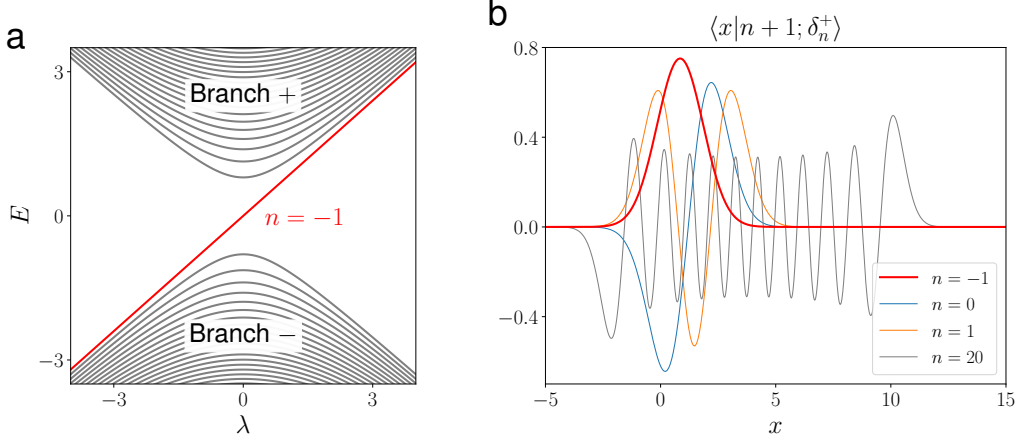 a
3
0
−3
E
Branch +
n = −1
Branch −
−3
0
3
λ
b
⟨x|n + 1; δₙ⁺⟩
0.8
0.4
0.0
−0.4
n = −1
n = 0
n = 1
n = 20
−5
0
5
10
15
x